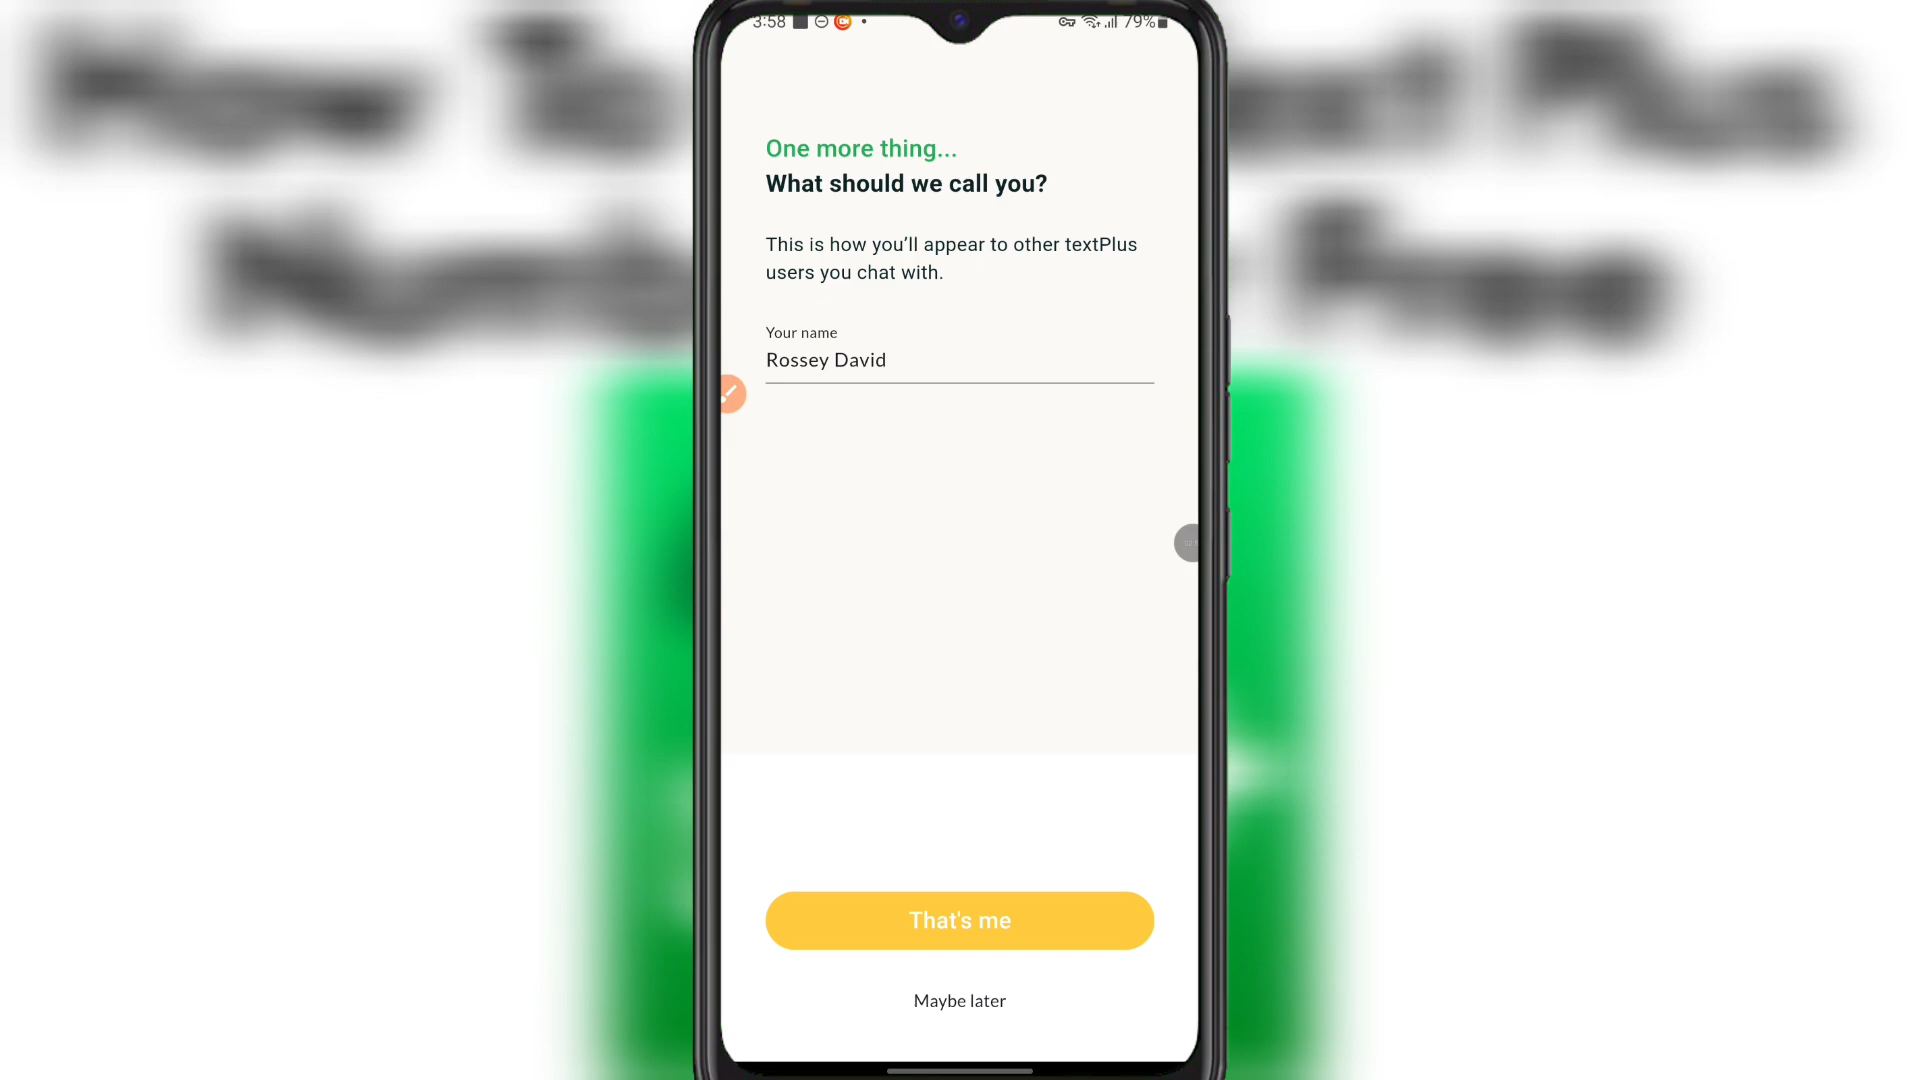 3:58
79%
One more thing...
What should we call you?
This is how you’ll appear to other textPlus
users you chat with.
Your name
Rossey David
That's me
Maybe later